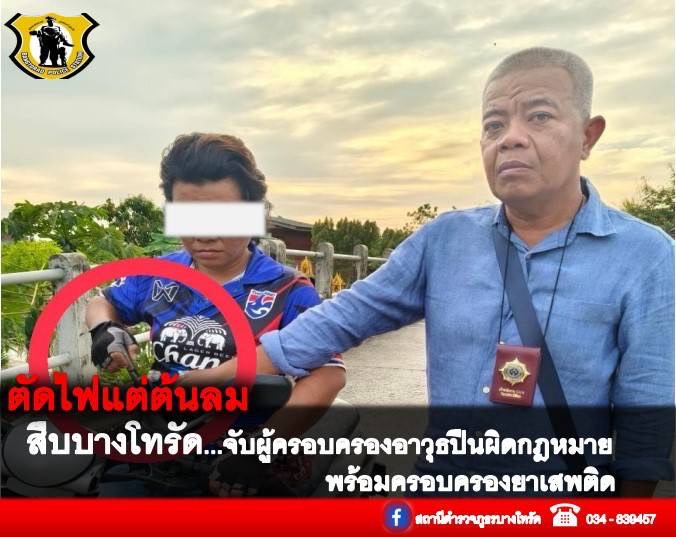 Chang
LAGER BEER
ตัดไฟแต่ต้นลม
สืบบางโทรัด...จับผู้ครอบครองอาวุธปืนผิดกฎหมาย
พร้อมครอบครองยาเสพติด
สถานีตำรวจภูธรบางโทรัด 034 - 839457